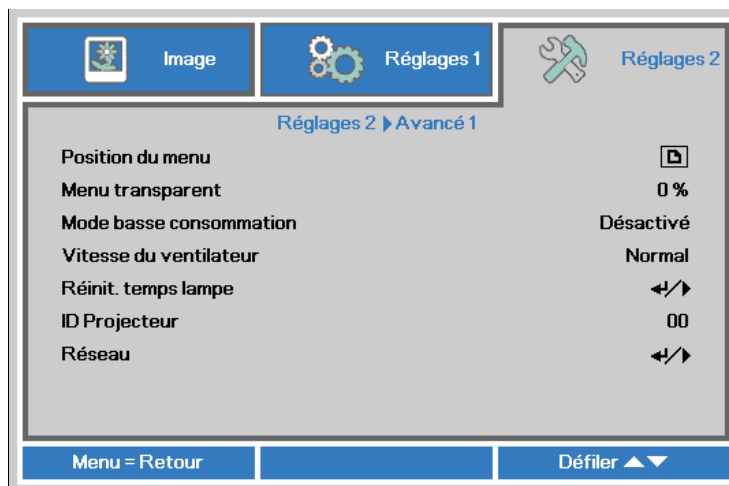 Image
Réglages 1
Réglages 2
Réglages 2 ▶ Avancé 1
Position du menu
Menu transparent 0 %
Mode basse consommation Désactivé
Vitesse du ventilateur Normal
Réinit. temps lampe ↵/▶
ID Projecteur 00
Réseau ↵/▶
Menu = Retour
Défiler ▲▼